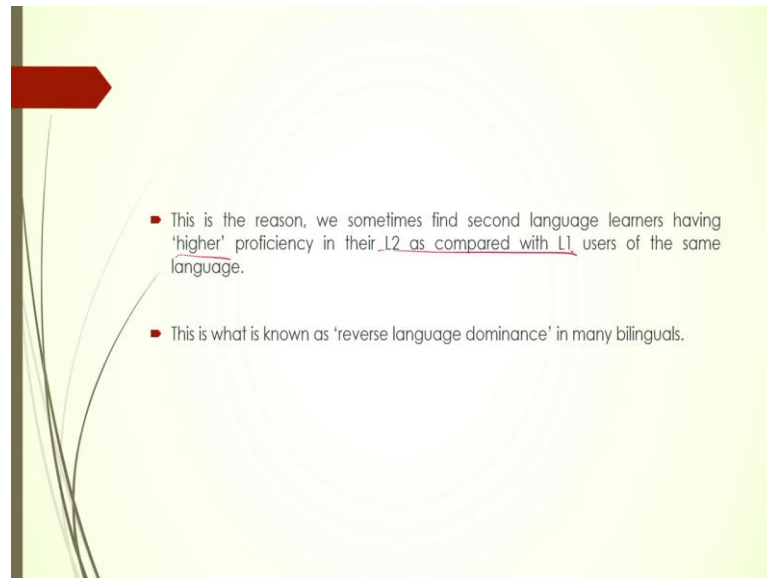 This is the reason, we sometimes find second language learners having
‘higher’ proficiency in their L2 as compared with L1 users of the same
language.
This is what is known as ‘reverse language dominance’ in many bilinguals.